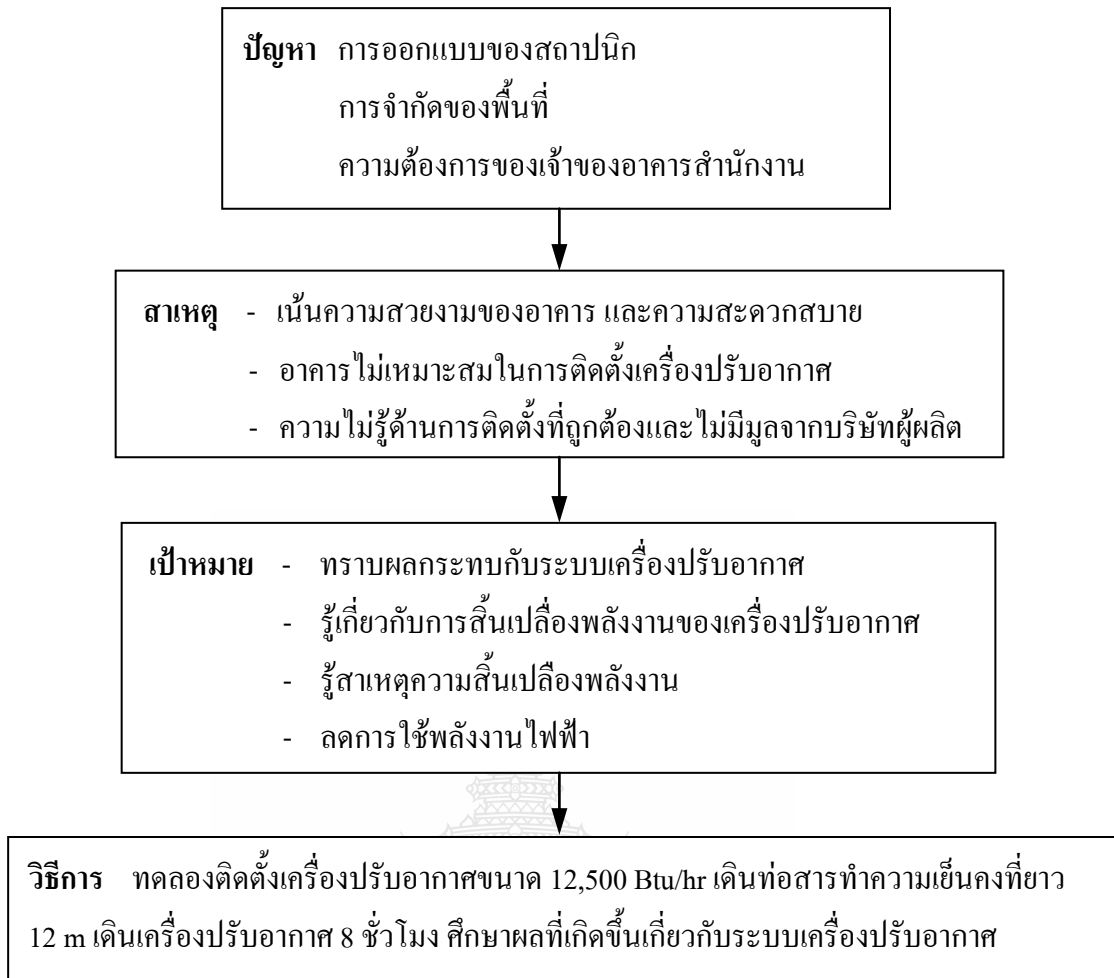 ปัญหา การออกแบบของสถาปนิก
การจำกัดของพื้นที่
ความต้องการของเจ้าของอาคารสำนักงาน
สาเหตุ - เน้นความสวยงามของอาคาร และความสะดวกสบาย
- อาคารไม่เหมาะสมในการติดตั้งเครื่องปรับอากาศ
- ความไม่รู้ด้านการติดตั้งที่ถูกต้องและไม่มีมูลจากบริษัทผู้ผลิต
เป้าหมาย - ทราบผลกระทบกับระบบเครื่องปรับอากาศ
- รู้เกี่ยวกับการสิ้นเปลื่องพลังงานของเครื่องปรับอากาศ
- รู้สาเหตุความสิ้นเปลืองพลังงาน
- ลดการใช้พลังงานไฟฟ้า
วิธีการ ทดลองติดตั้งเครื่องปรับอากาศขนาด 12,500 Btu/hr เดินท่อสารทำความเย็นคงที่ยาว
12 m เดินเครื่องปรับอากาศ 8 ชั่วโมง ศึกษาผลที่เกิดขึ้นเกี่ยวกับระบบเครื่องปรับอากาศ